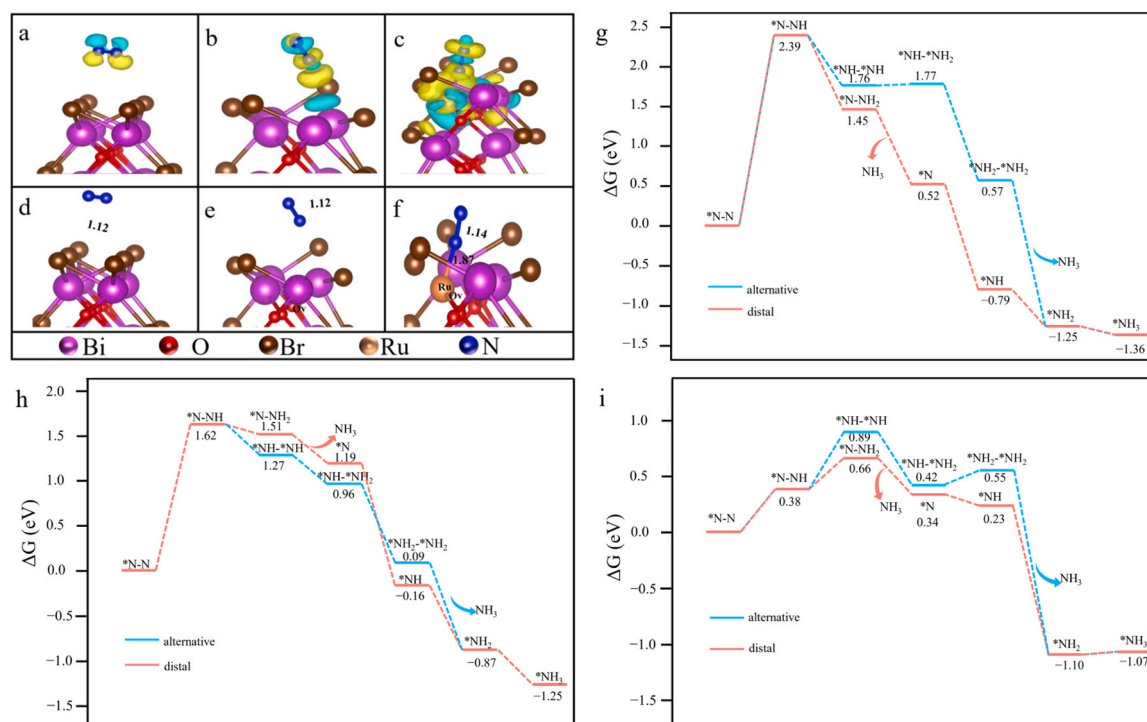 a
b
c
d
1.12
e
1.12
Ov
f
1.14
1.87
Ru
Ov
Bi
O
Br
Ru
N
g
ΔG (eV)
2.5
2.0
1.5
1.0
0.5
0.0
−0.5
−1.0
−1.5
*N-N
*N-NH
2.39
*NH-*NH
1.76
*NH-*NH₂
1.77
*N-NH₂
1.45
NH₃
*N
0.52
*NH₂-*NH₂
0.57
NH₃
*NH
−0.79
*NH₂
−1.25
*NH₃
−1.36
alternative
distal
h
ΔG (eV)
2.0
1.5
1.0
0.5
0.0
−0.5
−1.0
−1.5
*N-N
*N-NH
1.62
*N-NH₂
1.51
NH₃
*NH-*NH
1.27
*N
1.19
*NH-*NH₂
0.96
*NH₂-*NH₂
0.09
*NH
−0.16
NH₃
*NH₂
−0.87
*NH₃
−1.25
alternative
distal
i
ΔG (eV)
1.0
0.5
0.0
−0.5
−1.0
−1.5
*N-N
*N-NH
0.38
*NH-*NH
0.89
*N-NH₂
0.66
NH₃
*NH-*NH₂
0.42
*N
0.34
*NH₂-*NH₂
0.55
*NH
0.23
NH₃
*NH₂
−1.10
*NH₃
−1.07
alternative
distal